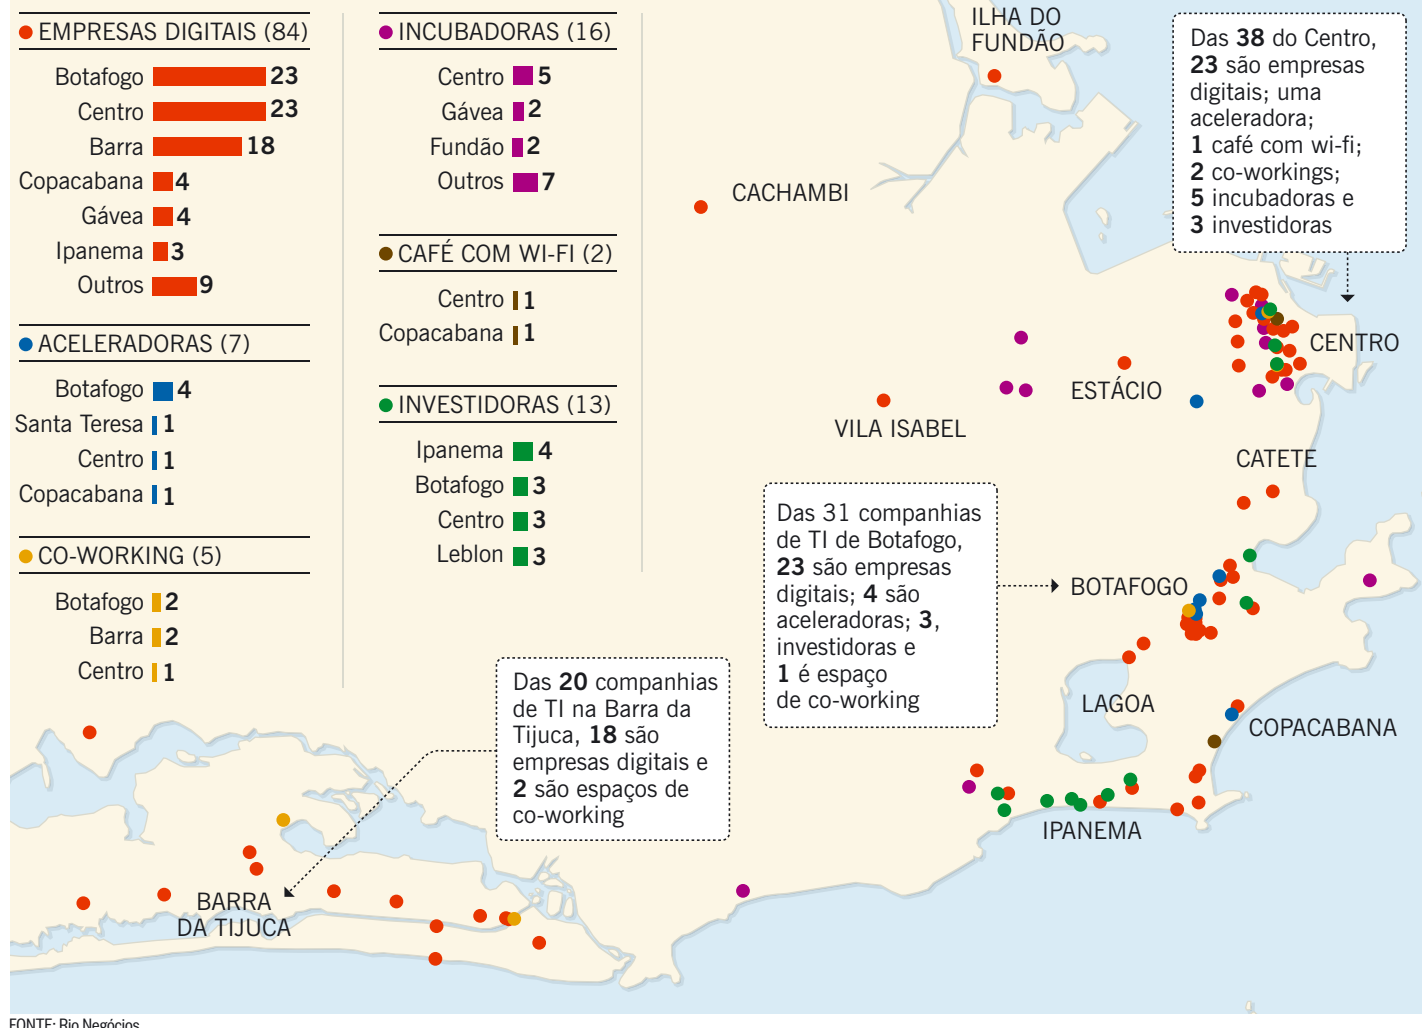 EMPRESAS DIGITAIS (84)
Botafogo 23
Centro 23
Barra 18
Copacabana 4
Gávea 4
Ipanema 3
Outros 9
ACELERADORAS (7)
Botafogo 4
Santa Teresa 1
Centro 1
Copacabana 1
CO-WORKING (5)
Botafogo 2
Barra 2
Centro 1
INCUBADORAS (16)
Centro 5
Gávea 2
Fundão 2
Outros 7
CAFÉ COM WI-FI (2)
Centro 1
Copacabana 1
INVESTIDORAS (13)
Ipanema 4
Botafogo 3
Centro 3
Leblon 3
ILHA DO
FUNDÃO
CACHAMBI
Das 38 do Centro,
23 são empresas
digitais; uma
aceleradora;
1 café com wi-fi;
2 co-workings;
5 incubadoras e
3 investidoras
CENTRO
ESTÁCIO
VILA ISABEL
CATETE
Das 31 companhias
de TI de Botafogo,
23 são empresas
digitais; 4 são
aceleradoras; 3,
investidoras e
1 é espaço
de co-working
BOTAFOGO
LAGOA
COPACABANA
IPANEMA
Das 20 companhias
de TI na Barra da
Tijuca, 18 são
empresas digitais e
2 são espaços de
co-working
BARRA
DA TIJUCA
FONTE: Rio Negócios